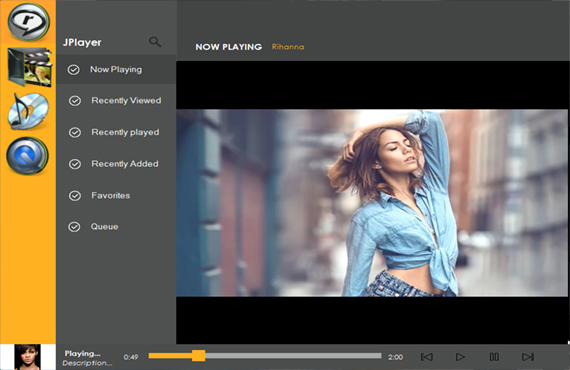 JPlayer
NOW PLAYING Rihanna
Now Playing
Recently Viewed
Recently played
Recently Added
Favorites
Queue
Playing...
Description...
0:49
2:00